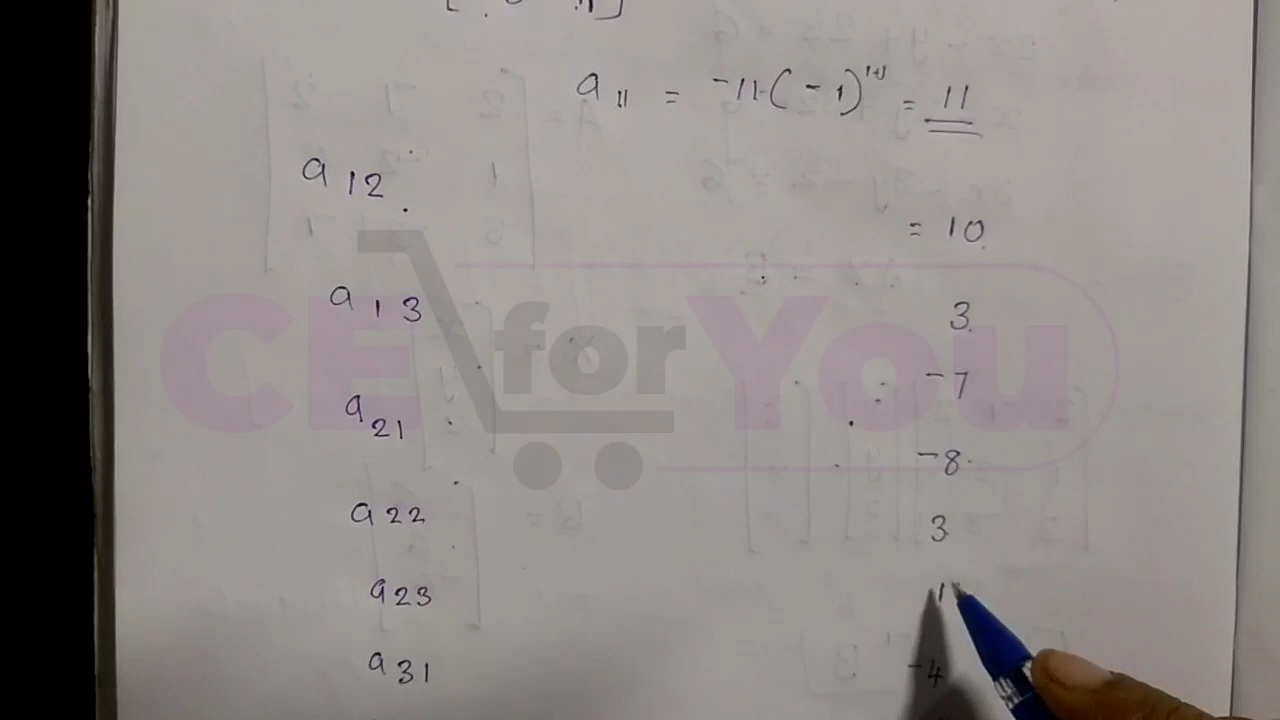 a11 = -11·(-1)^1+1 = 11
a12 = 10
a13 3
-7
a21
-8
a22 3
a23 1
a31 -4
CE for You